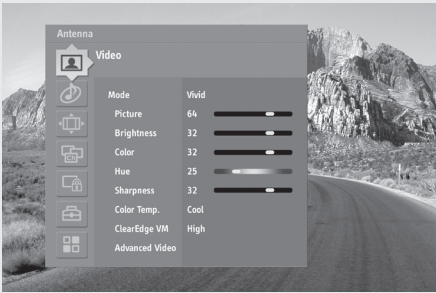 Antenna
Video
Mode Vivid
Picture 64
Brightness 32
Color 32
Hue 25
Sharpness 32
Color Temp. Cool
ClearEdge VM High
Advanced Video
Ch